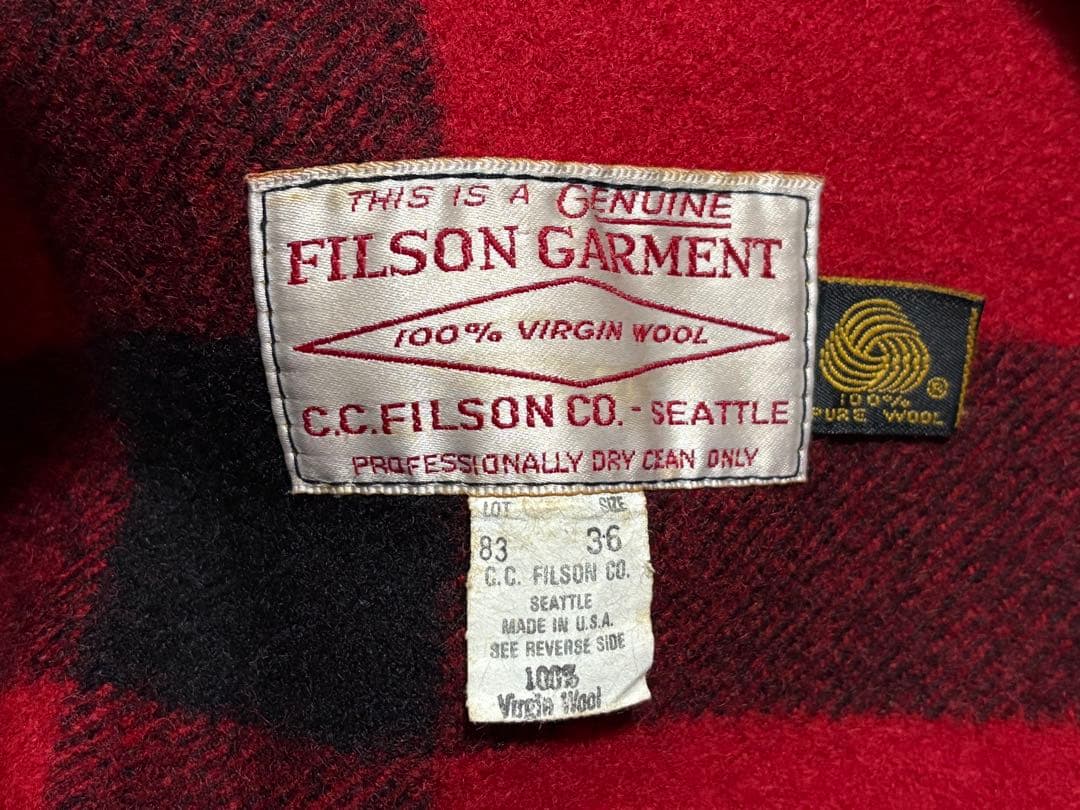 THIS IS A GENUINE
FILSON GARMENT
100% VIRGIN WOOL
C.C.FILSON CO. - SEATTLE
PROFESSIONALLY DRY CEAN ONLY
®
100%
PURE WOOL
LOT SIZE
83 36
C.C. FILSON CO.
SEATTLE
MADE IN U.S.A.
SEE REVERSE SIDE
100%
Virgin Wool